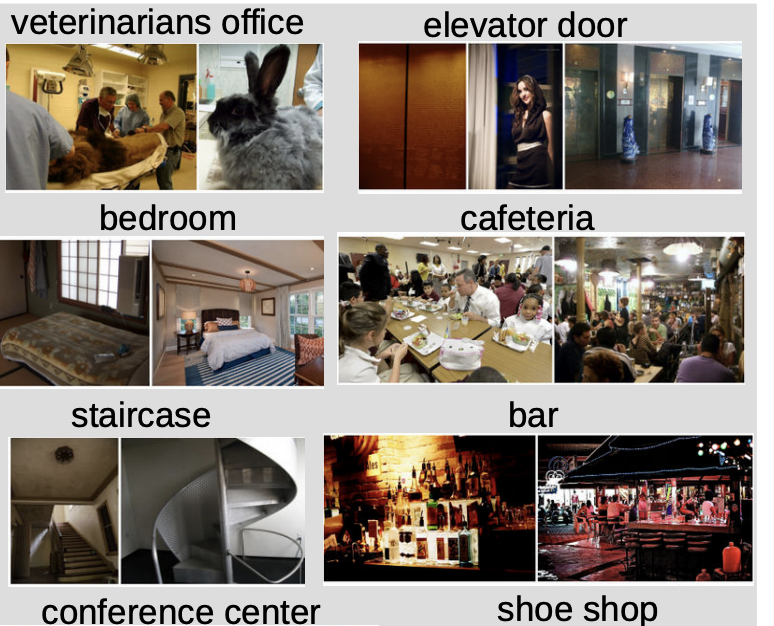 veterinarians office
elevator door
bedroom
cafeteria
staircase
bar
conference center
shoe shop